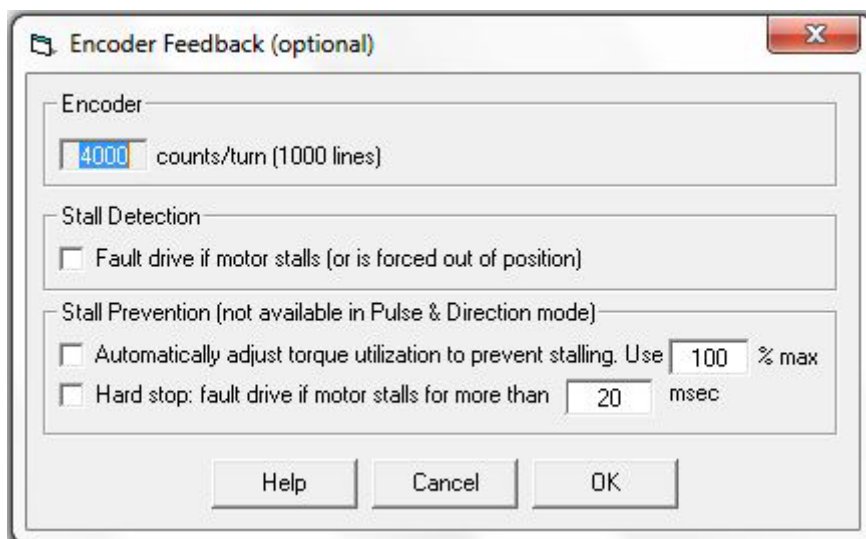 Encoder Feedback (optional)
Encoder
4000 counts/turn (1000 lines)
Stall Detection
Fault drive if motor stalls (or is forced out of position)
Stall Prevention (not available in Pulse & Direction mode)
Automatically adjust torque utilization to prevent stalling. Use 100 % max
Hard stop: fault drive if motor stalls for more than 20 msec
Help Cancel OK